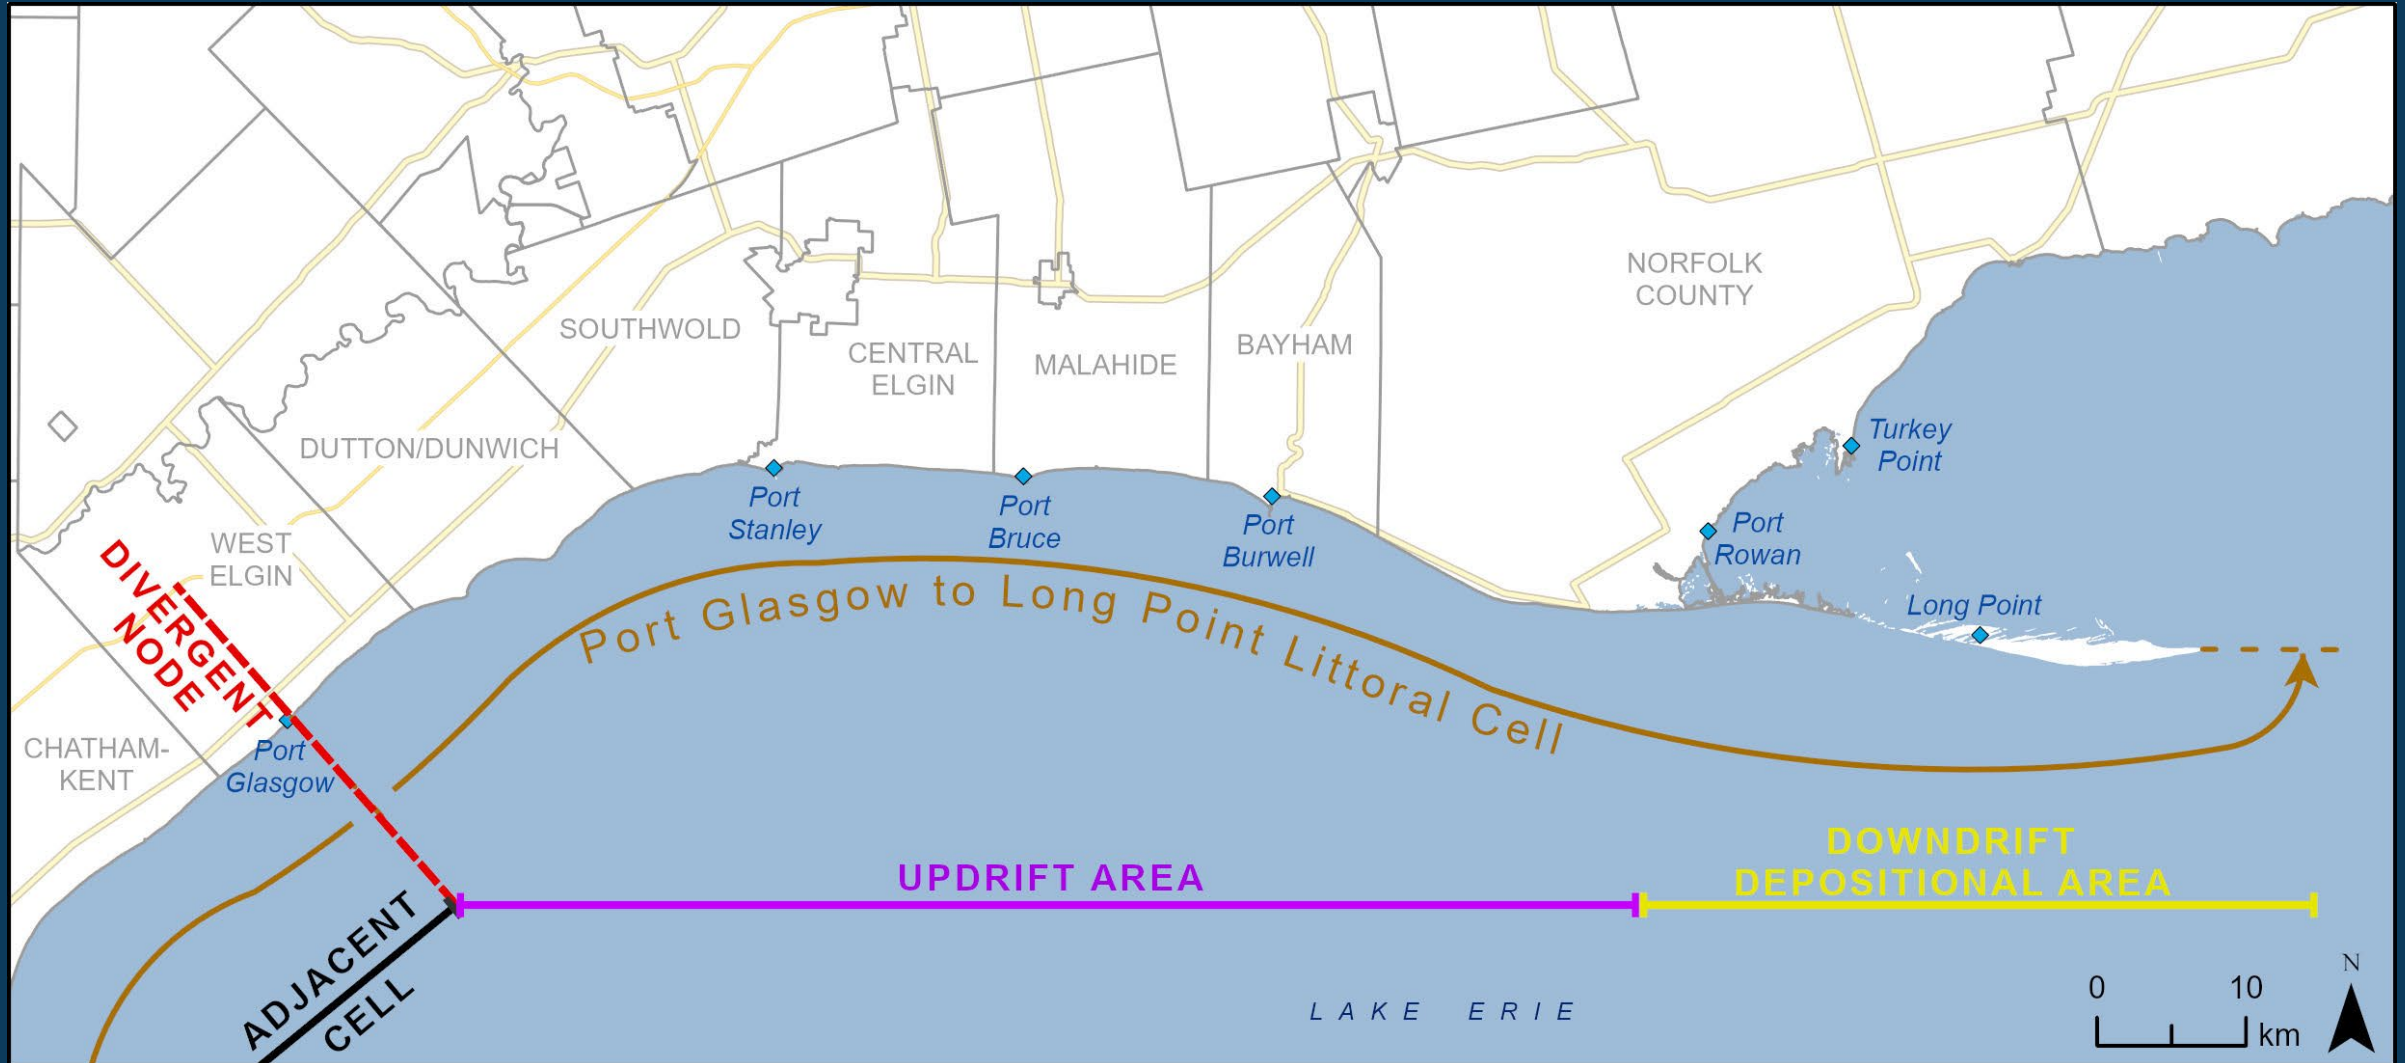 NORFOLK
COUNTY
SOUTHWOLD
CENTRAL
ELGIN
MALAHIDE
BAYHAM
DUTTON/DUNWICH
Turkey
Point
Port
Stanley
Port
Bruce
Port
Burwell
Port
Rowan
WEST
ELGIN
DIVERGENT
NODE
Long Point
Port Glasgow to Long Point Littoral Cell
CHATHAM-
KENT
Port
Glasgow
UPDRIFT AREA
DOWNDRIFT
DEPOSITIONAL AREA
ADJACENT
CELL
LAKE ERIE
N
0 10
km